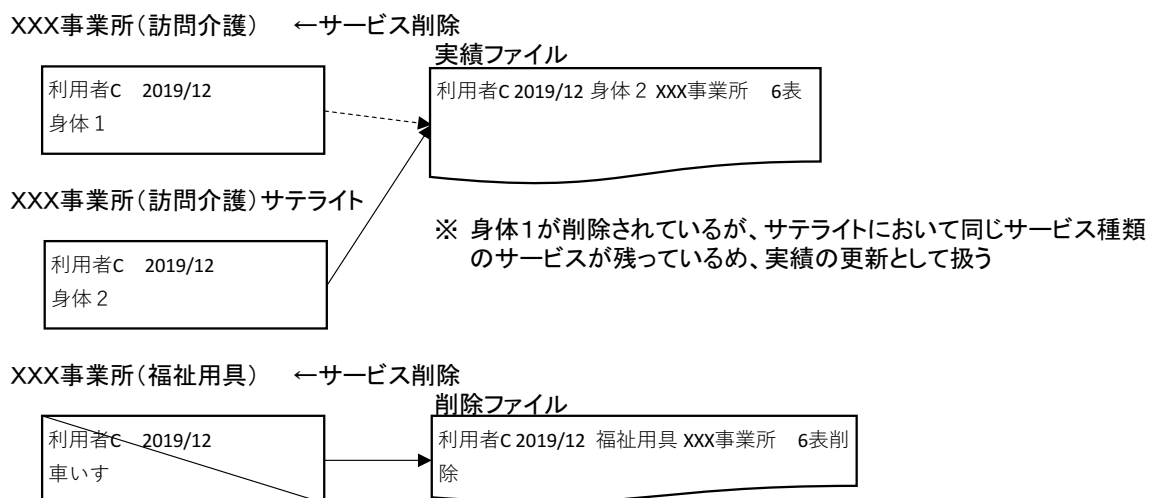 XXX事業所(訪問介護) ←サービス削除
実績ファイル
利用者C 2019/12
身体1
利用者C 2019/12 身体2 XXX事業所 6表
XXX事業所(訪問介護)サテライト
利用者C 2019/12
身体2
※ 身体1が削除されているが、サテライトにおいて同じサービス種類
のサービスが残っているめ、実績の更新として扱う
XXX事業所(福祉用具) ←サービス削除
削除ファイル
利用者C 2019/12
車いす
利用者C 2019/12 福祉用具 XXX事業所 6表削
除